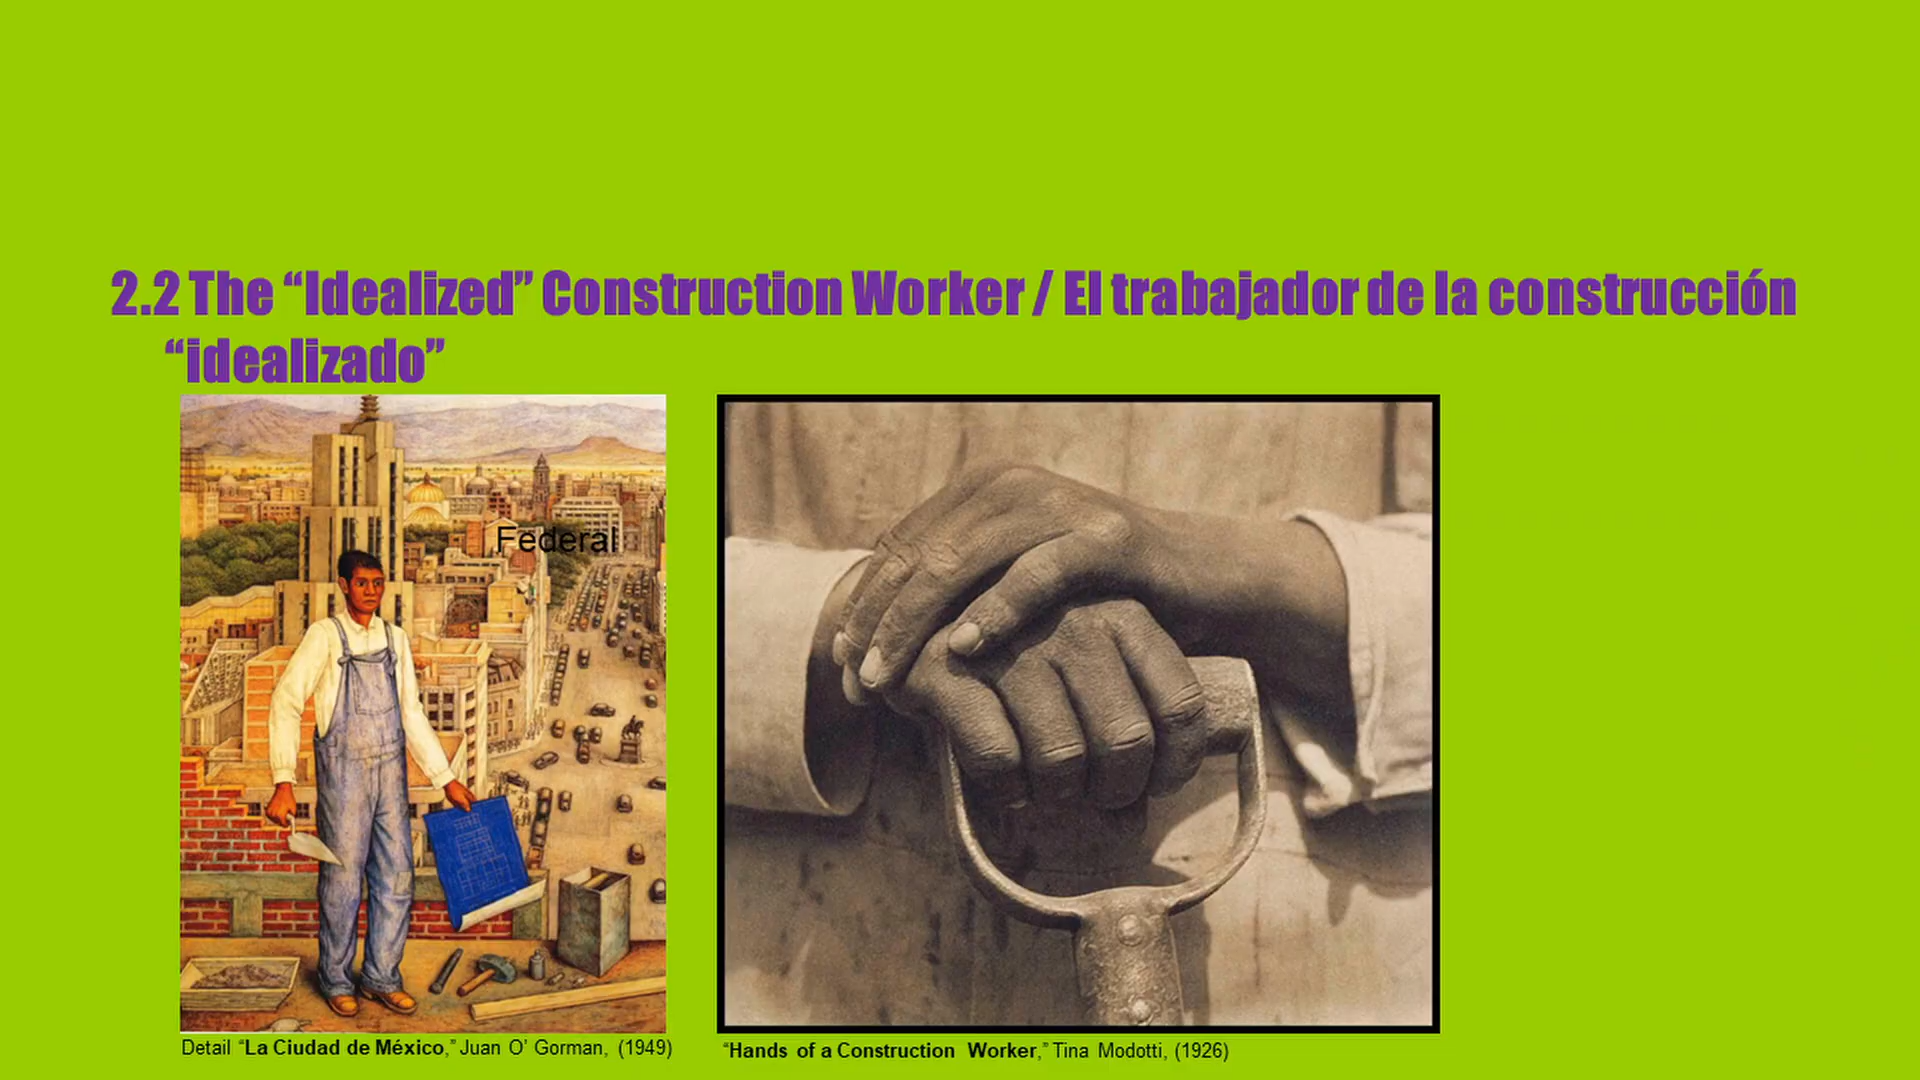 2.2 The “Idealized” Construction Worker / El trabajador de la construcción
“idealizado”
Federal
Detail “La Ciudad de México,” Juan O’ Gorman, (1949)
“Hands of a Construction Worker,” Tina Modotti, (1926)